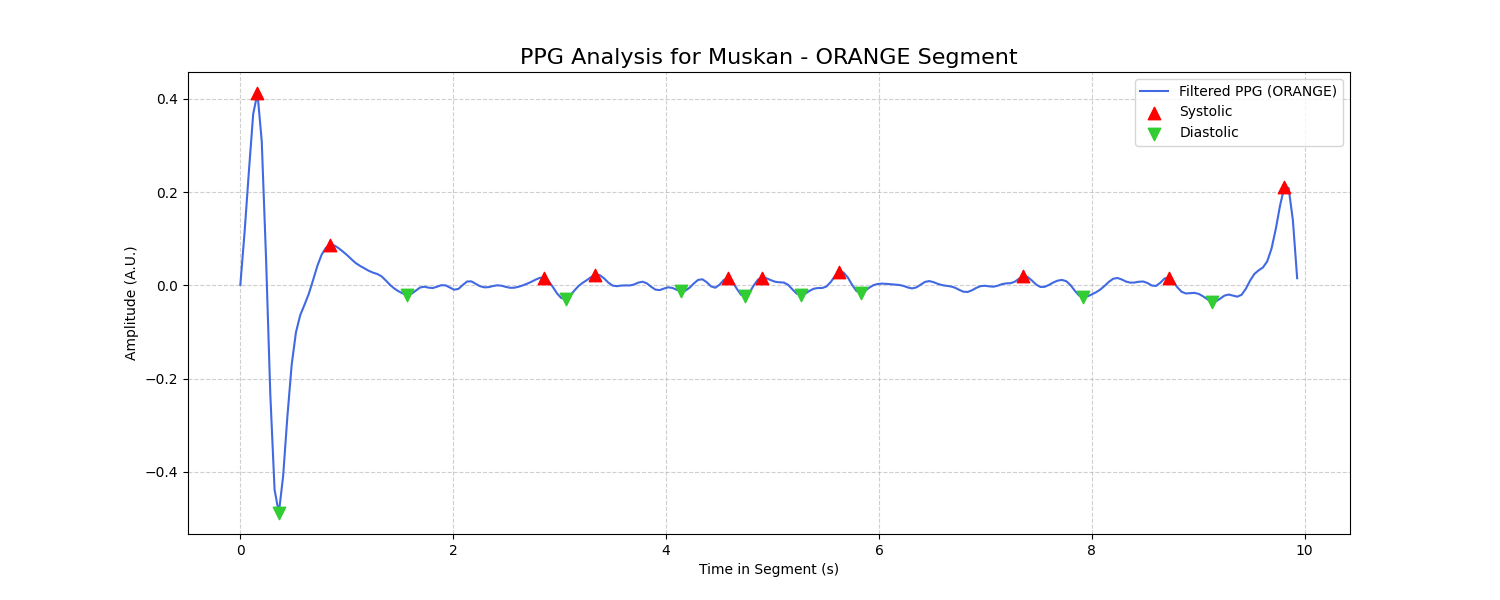 PPG Analysis for Muskan - ORANGE Segment
Filtered PPG (ORANGE)
Systolic
Diastolic
Amplitude (A.U.)
0.4
0.2
0.0
−0.2
−0.4
0 2 4 6 8 10
Time in Segment (s)